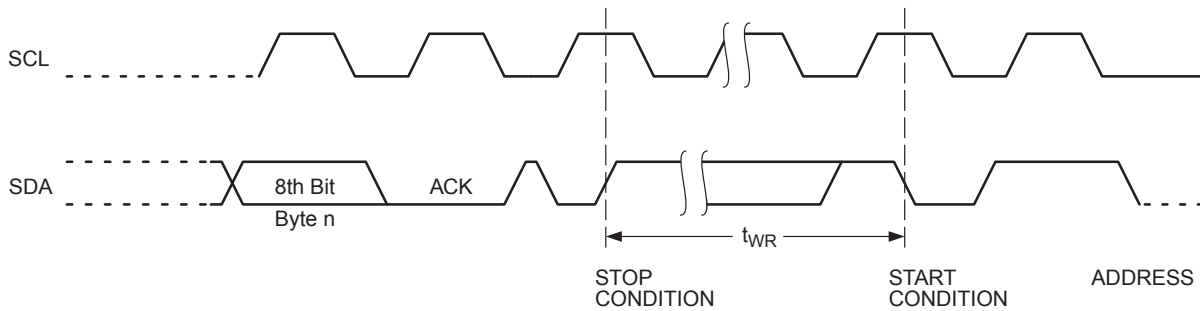 SCL
SDA
8th Bit
Byte n
ACK
tWR
STOP
CONDITION
START
CONDITION
ADDRESS